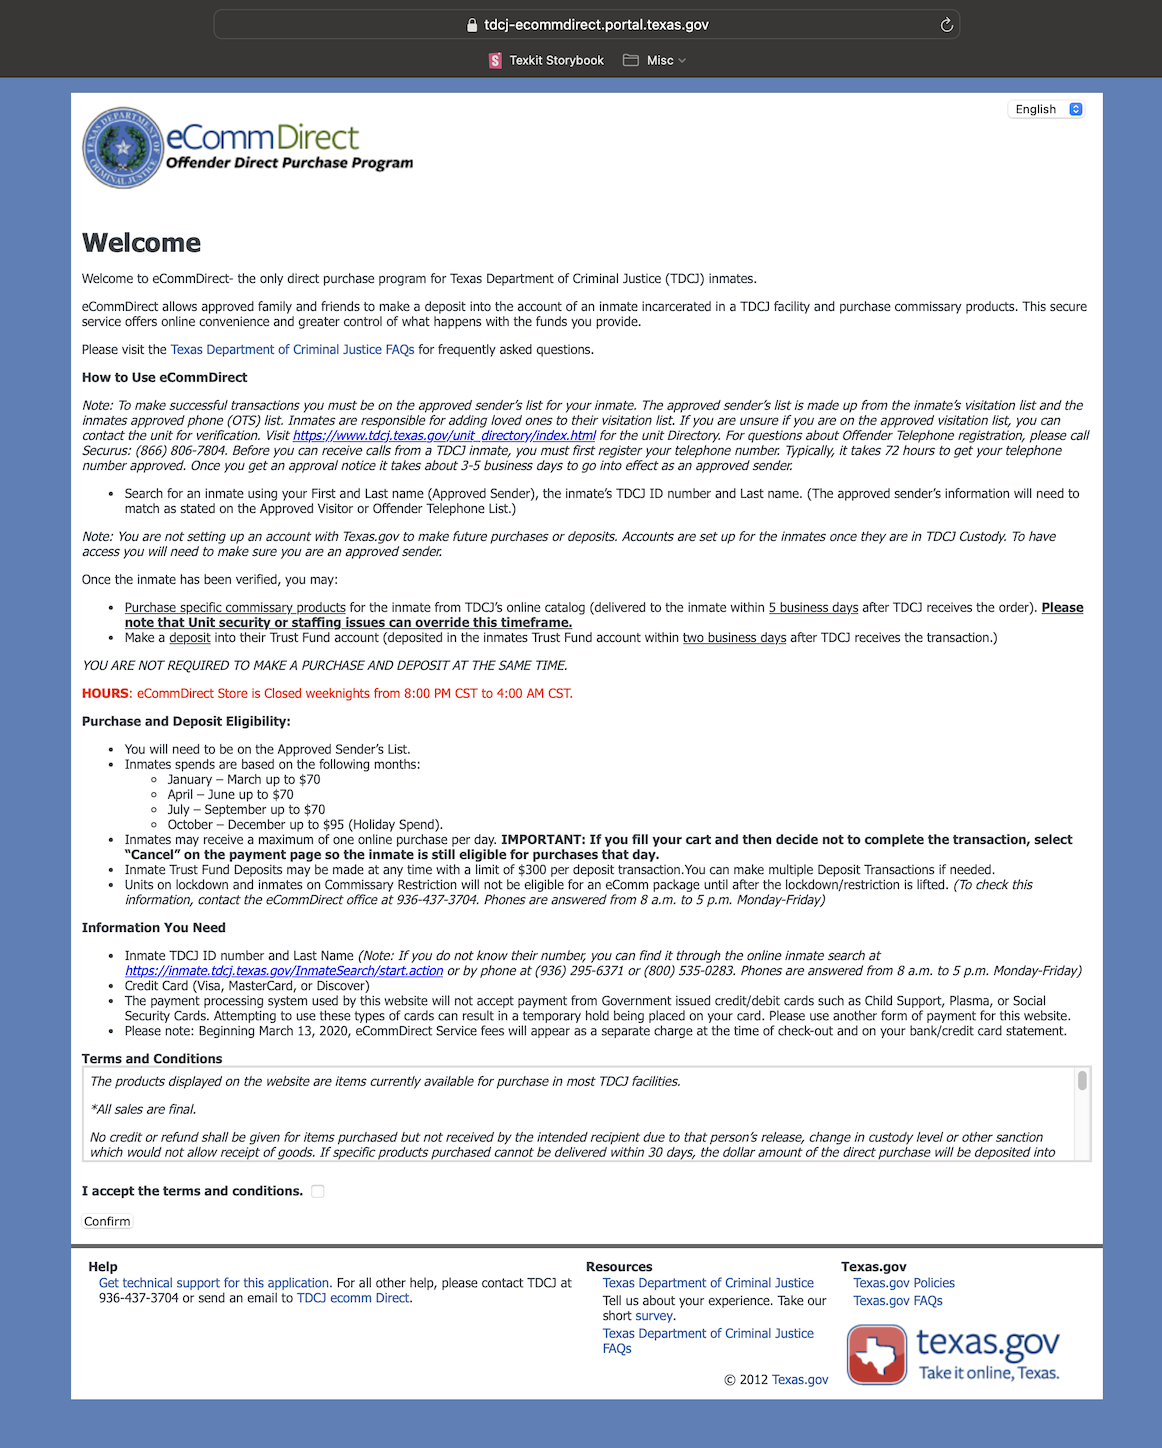 tdcj-ecommdirect.portal.texas.gov
S Texkit Storybook Misc
English
TEXAS DEPARTMENT OF CRIMINAL JUSTICE
eCommDirect
Offender Direct Purchase Program
Welcome
Welcome to eCommDirect- the only direct purchase program for Texas Department of Criminal Justice (TDCJ) inmates.
eCommDirect allows approved family and friends to make a deposit into the account of an inmate incarcerated in a TDCJ facility and purchase commissary products. This secure
service offers online convenience and greater control of what happens with the funds you provide.
Please visit the Texas Department of Criminal Justice FAQs for frequently asked questions.
How to Use eCommDirect
Note: To make successful transactions you must be on the approved sender's list for your inmate. The approved sender's list is made up from the inmate's visitation list and the
inmates approved phone (OTS) list. Inmates are responsible for adding loved ones to their visitation list. If you are unsure if you are on the approved visitation list, you can
contact the unit for verification. Visit https://www.tdcj.texas.gov/unit_directory/index.html for the unit Directory. For questions about Offender Telephone registration, please call
Securus: (866) 806-7804. Before you can receive calls from a TDCJ inmate, you must first register your telephone number. Typically, it takes 72 hours to get your telephone
number approved. Once you get an approval notice it takes about 3-5 business days to go into effect as an approved sender.
• Search for an inmate using your First and Last name (Approved Sender), the inmate's TDCJ ID number and Last name. (The approved sender's information will need to
match as stated on the Approved Visitor or Offender Telephone List.)
Note: You are not setting up an account with Texas.gov to make future purchases or deposits. Accounts are set up for the inmates once they are in TDCJ Custody. To have
access you will need to make sure you are an approved sender.
Once the inmate has been verified, you may:
• Purchase specific commissary products for the inmate from TDCJ's online catalog (delivered to the inmate within 5 business days after TDCJ receives the order). Please
note that Unit security or staffing issues can override this timeframe.
• Make a deposit into their Trust Fund account (deposited in the inmates Trust Fund account within two business days after TDCJ receives the transaction.)
YOU ARE NOT REQUIRED TO MAKE A PURCHASE AND DEPOSIT AT THE SAME TIME.
HOURS: eCommDirect Store is Closed weeknights from 8:00 PM CST to 4:00 AM CST.
Purchase and Deposit Eligibility:
• You will need to be on the Approved Sender's List.
• Inmates spends are based on the following months:
◦ January – March up to $70
◦ April – June up to $70
◦ July – September up to $70
◦ October – December up to $95 (Holiday Spend).
• Inmates may receive a maximum of one online purchase per day. IMPORTANT: If you fill your cart and then decide not to complete the transaction, select
“Cancel” on the payment page so the inmate is still eligible for purchases that day.
• Inmate Trust Fund Deposits may be made at any time with a limit of $300 per deposit transaction.You can make multiple Deposit Transactions if needed.
• Units on lockdown and inmates on Commissary Restriction will not be eligible for an eComm package until after the lockdown/restriction is lifted. (To check this
information, contact the eCommDirect office at 936-437-3704. Phones are answered from 8 a.m. to 5 p.m. Monday-Friday)
Information You Need
• Inmate TDCJ ID number and Last Name (Note: If you do not know their number, you can find it through the online inmate search at
https://inmate.tdcj.texas.gov/InmateSearch/start.action or by phone at (936) 295-6371 or (800) 535-0283. Phones are answered from 8 a.m. to 5 p.m. Monday-Friday)
• Credit Card (Visa, MasterCard, or Discover)
• The payment processing system used by this website will not accept payment from Government issued credit/debit cards such as Child Support, Plasma, or Social
Security Cards. Attempting to use these types of cards can result in a temporary hold being placed on your card. Please use another form of payment for this website.
• Please note: Beginning March 13, 2020, eCommDirect Service fees will appear as a separate charge at the time of check-out and on your bank/credit card statement.
Terms and Conditions
The products displayed on the website are items currently available for purchase in most TDCJ facilities.
*All sales are final.
No credit or refund shall be given for items purchased but not received by the intended recipient due to that person's release, change in custody level or other sanction
which would not allow receipt of goods. If specific products purchased cannot be delivered within 30 days, the dollar amount of the direct purchase will be deposited into
I accept the terms and conditions.
Confirm
Help
Get technical support for this application. For all other help, please contact TDCJ at
936-437-3704 or send an email to TDCJ ecomm Direct.
Resources
Texas Department of Criminal Justice
Tell us about your experience. Take our
short survey.
Texas Department of Criminal Justice
FAQs
© 2012 Texas.gov
Texas.gov
Texas.gov Policies
Texas.gov FAQs
texas.gov
Take it online, Texas.